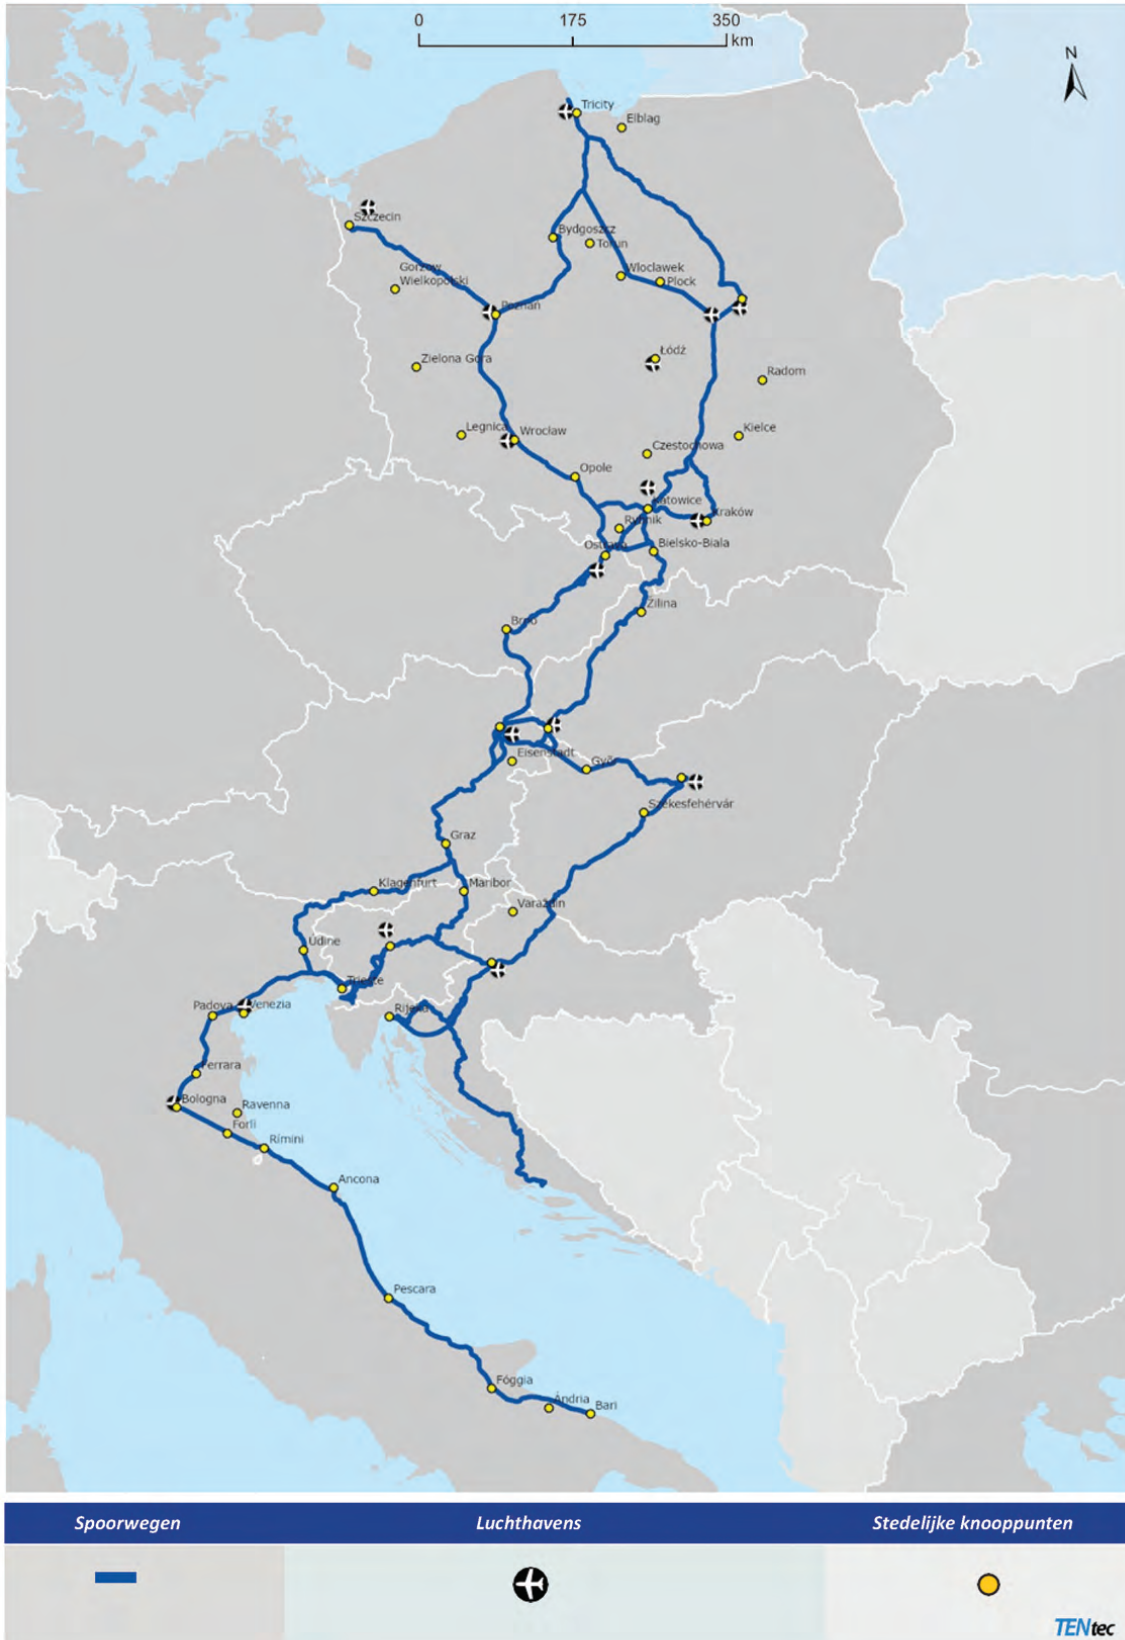 0 175 350
km
N
Tricity
Elblag
Szczecin
Bydgoszcz
Torun
Gorzow
Wielkopolski
Wloclawek
Plock
Poznan
Łódź
Zielona Gora
Radom
Legnica
Wrocław
Kielce
Czestochowa
Opole
Katowice
Kraków
Rybnik
Ostrava
Bielsko-Biala
Zilina
Brno
Eisenstadt
Győr
Székesfehérvár
Graz
Klagenfurt
Maribor
Varaždin
Udine
Trieste
Padova
Venezia
Rijeka
Ferrara
Bologna
Ravenna
Forlì
Rimini
Ancona
Pescara
Fóggia
Ándria
Bari
Spoorwegen
Luchthavens
Stedelijke knooppunten
TENtec